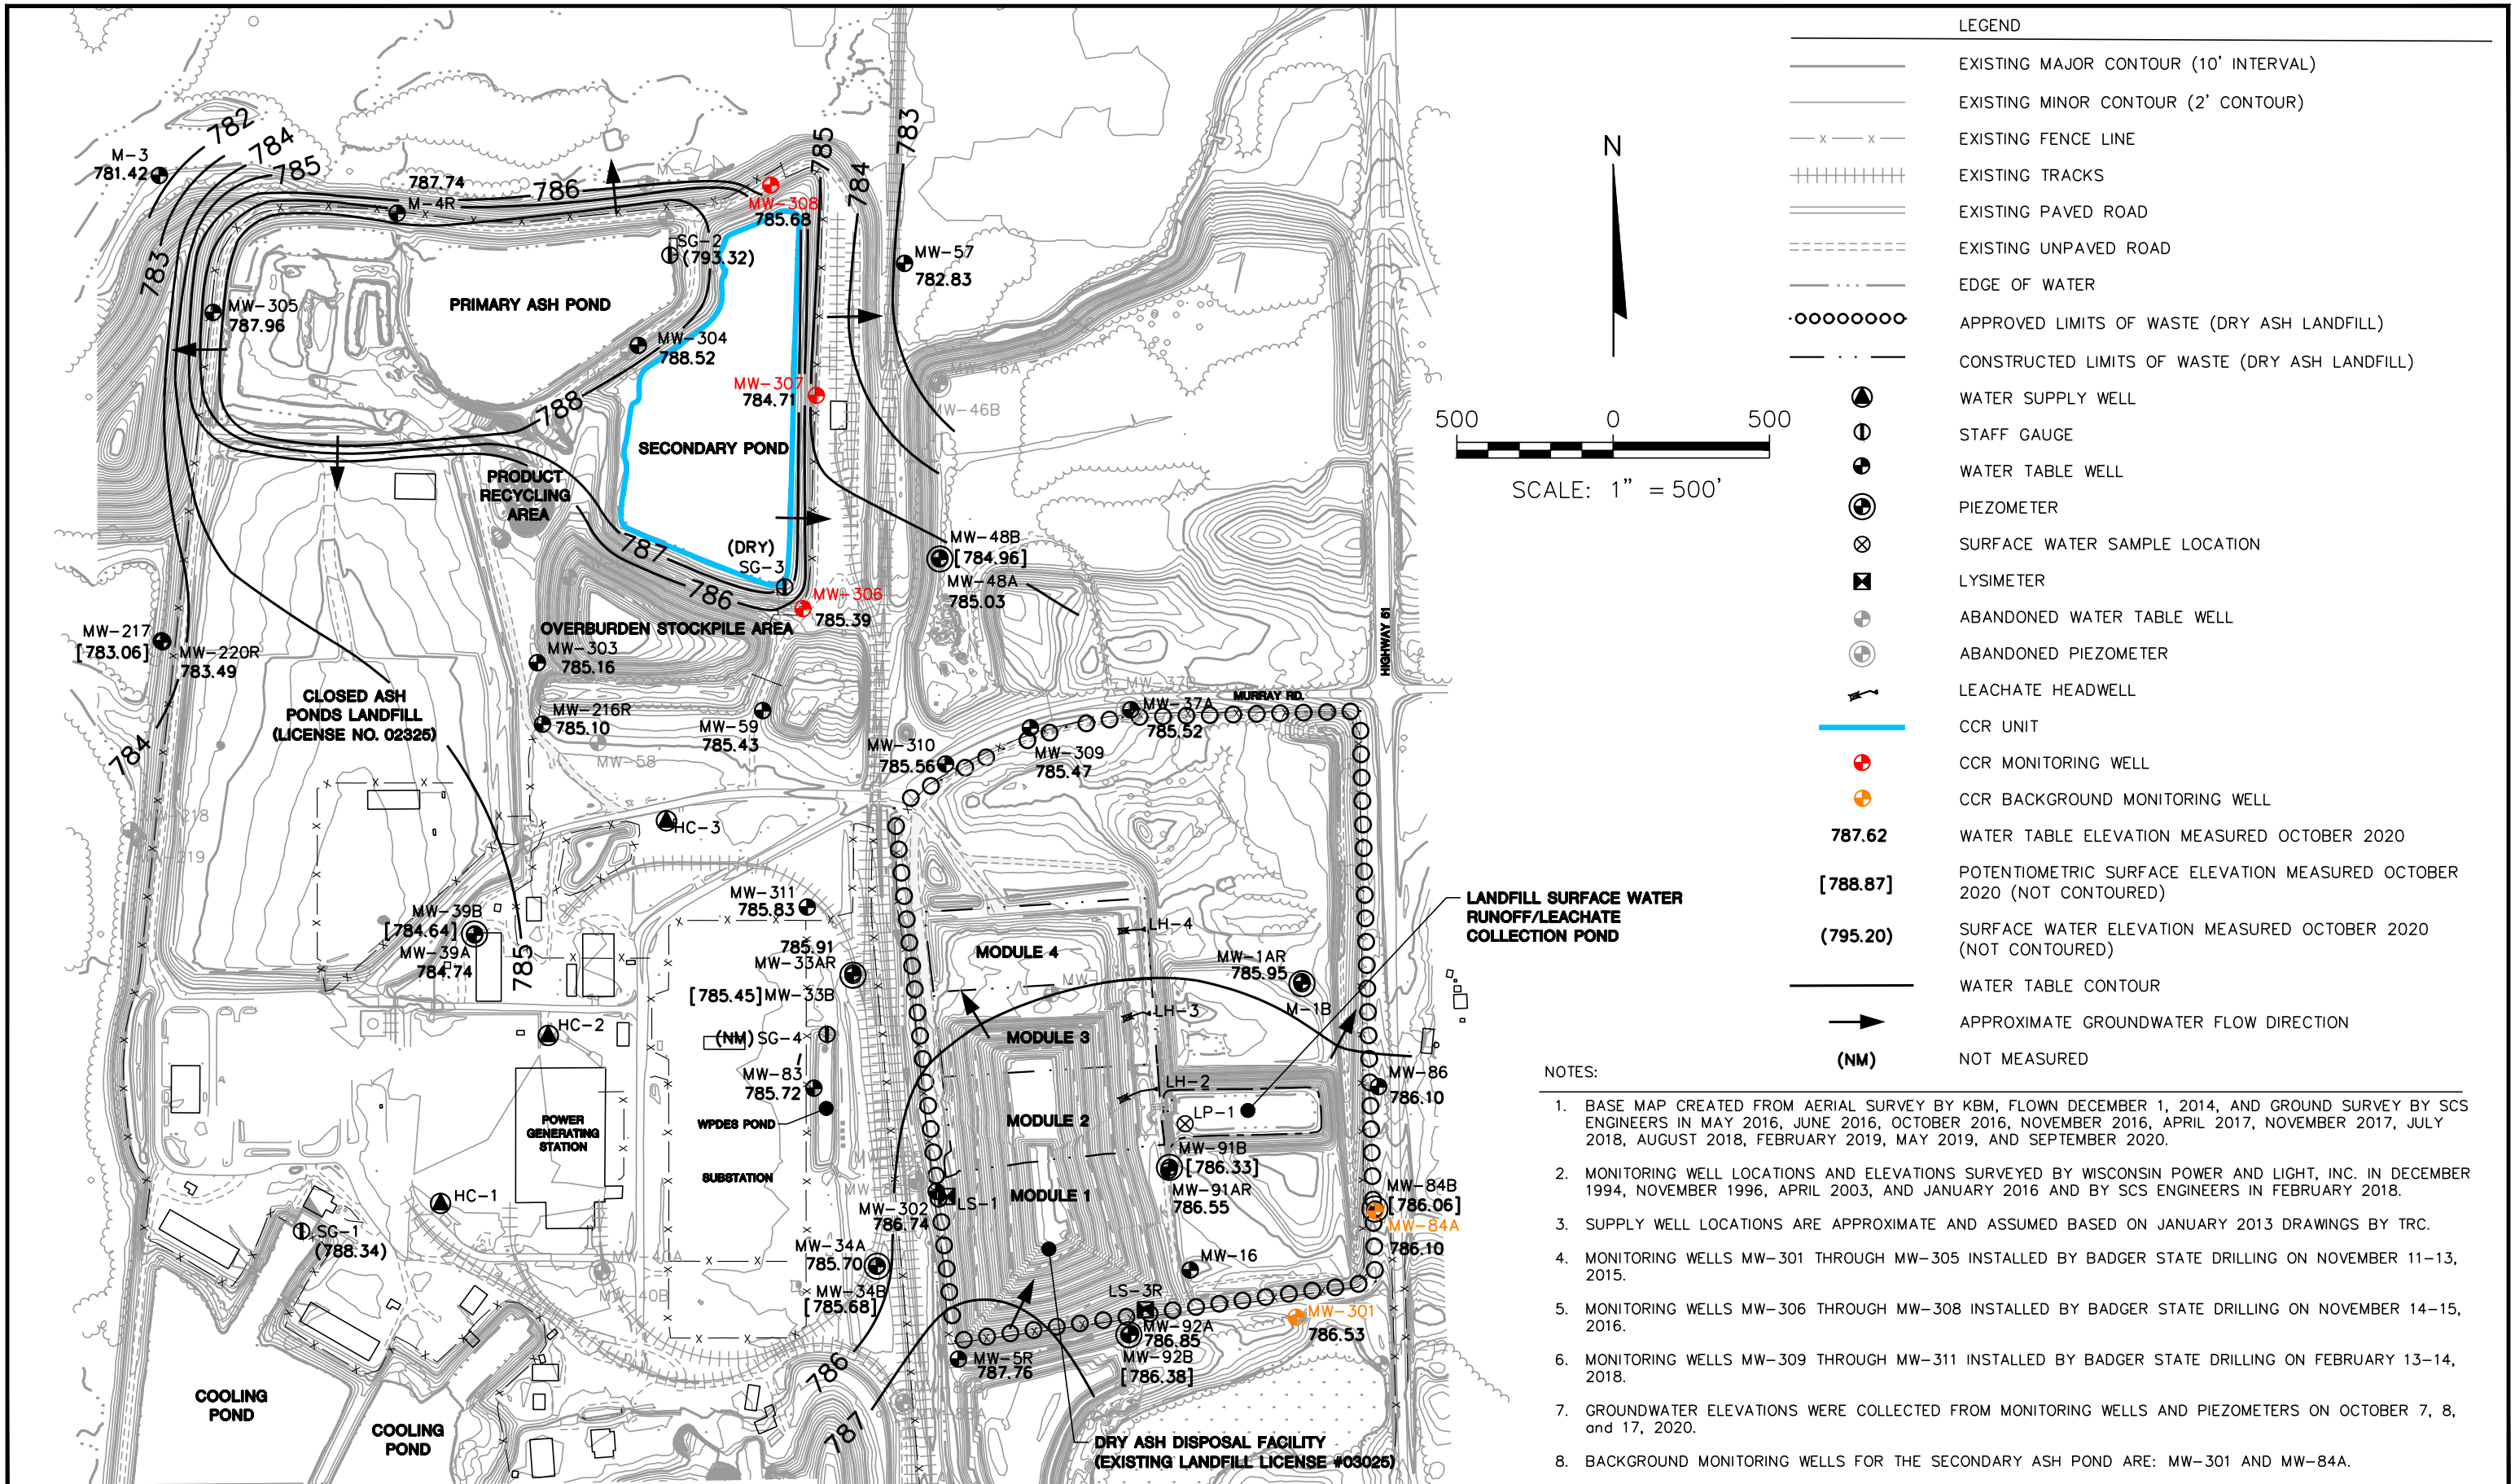 782
784
785
786
787.74
M-3
781.42
M-4R
M-5
785
784
783
MW-308
785.68
SG-2
(793.32)
MW-57
782.83
783
MW-305
787.96
PRIMARY ASH POND
MW-304
788.52
MW-307
784.71
MW-46A
MW-46B
788
SECONDARY POND
PRODUCT
RECYCLING
AREA
787
(DRY)
SG-3
786
MW-48B
[784.96]
MW-48A
785.03
MW-306
785.39
OVERBURDEN STOCKPILE AREA
MW-303
785.16
MW-217
[783.06]
MW-220R
783.49
CLOSED ASH
PONDS LANDFILL
(LICENSE NO. 02325)
784
MW-216R
785.10
MW-58
MW-59
785.43
MW-37B
MW-37A
785.52
MURRAY RD.
HIGHWAY 51
MW-310
785.56
MW-309
785.47
HC-3
MW-311
785.83
MW-39B
[784.64]
MW-39A
784.74
785
785.91
MW-33AR
[785.45] MW-33B
(NM) SG-4
HC-2
MW-83
785.72
WPDES POND
POWER
GENERATING
STATION
SUBSTATION
HC-1
SG-1
(788.34)
MW-40A
MW-40B
MODULE 4
MODULE 3
MODULE 2
MODULE 1
LH-4
LH-3
LH-2
LP-1
MW-1AR
785.95
M-1B
MW-86
786.10
LANDFILL SURFACE WATER
RUNOFF/LEACHATE
COLLECTION POND
MW-91B
[786.33]
MW-91AR
786.55
MW-84B
[786.06]
MW-84A
786.10
MW-302
786.74
LS-1
MW-34A
785.70
MW-34B
[785.68]
MW-16
LS-3R
MW-301
786.53
MW-92A
786.85
MW-92B
[786.38]
MW-5R
787.76
786
787
COOLING
POND
COOLING
POND
DRY ASH DISPOSAL FACILITY
(EXISTING LANDFILL LICENSE #03025)
N
500 0 500
SCALE: 1" = 500'
LEGEND
EXISTING MAJOR CONTOUR (10' INTERVAL)
EXISTING MINOR CONTOUR (2' CONTOUR)
EXISTING FENCE LINE
EXISTING TRACKS
EXISTING PAVED ROAD
EXISTING UNPAVED ROAD
EDGE OF WATER
APPROVED LIMITS OF WASTE (DRY ASH LANDFILL)
CONSTRUCTED LIMITS OF WASTE (DRY ASH LANDFILL)
WATER SUPPLY WELL
STAFF GAUGE
WATER TABLE WELL
PIEZOMETER
SURFACE WATER SAMPLE LOCATION
LYSIMETER
ABANDONED WATER TABLE WELL
ABANDONED PIEZOMETER
LEACHATE HEADWELL
CCR UNIT
CCR MONITORING WELL
CCR BACKGROUND MONITORING WELL
787.62 WATER TABLE ELEVATION MEASURED OCTOBER 2020
[788.87] POTENTIOMETRIC SURFACE ELEVATION MEASURED OCTOBER
2020 (NOT CONTOURED)
(795.20) SURFACE WATER ELEVATION MEASURED OCTOBER 2020
(NOT CONTOURED)
WATER TABLE CONTOUR
APPROXIMATE GROUNDWATER FLOW DIRECTION
(NM) NOT MEASURED
NOTES:
1. BASE MAP CREATED FROM AERIAL SURVEY BY KBM, FLOWN DECEMBER 1, 2014, AND GROUND SURVEY BY SCS
ENGINEERS IN MAY 2016, JUNE 2016, OCTOBER 2016, NOVEMBER 2016, APRIL 2017, NOVEMBER 2017, JULY
2018, AUGUST 2018, FEBRUARY 2019, MAY 2019, AND SEPTEMBER 2020.
2. MONITORING WELL LOCATIONS AND ELEVATIONS SURVEYED BY WISCONSIN POWER AND LIGHT, INC. IN DECEMBER
1994, NOVEMBER 1996, APRIL 2003, AND JANUARY 2016 AND BY SCS ENGINEERS IN FEBRUARY 2018.
3. SUPPLY WELL LOCATIONS ARE APPROXIMATE AND ASSUMED BASED ON JANUARY 2013 DRAWINGS BY TRC.
4. MONITORING WELLS MW-301 THROUGH MW-305 INSTALLED BY BADGER STATE DRILLING ON NOVEMBER 11-13,
2015.
5. MONITORING WELLS MW-306 THROUGH MW-308 INSTALLED BY BADGER STATE DRILLING ON NOVEMBER 14-15,
2016.
6. MONITORING WELLS MW-309 THROUGH MW-311 INSTALLED BY BADGER STATE DRILLING ON FEBRUARY 13-14,
2018.
7. GROUNDWATER ELEVATIONS WERE COLLECTED FROM MONITORING WELLS AND PIEZOMETERS ON OCTOBER 7, 8,
and 17, 2020.
8. BACKGROUND MONITORING WELLS FOR THE SECONDARY ASH POND ARE: MW-301 AND MW-84A.